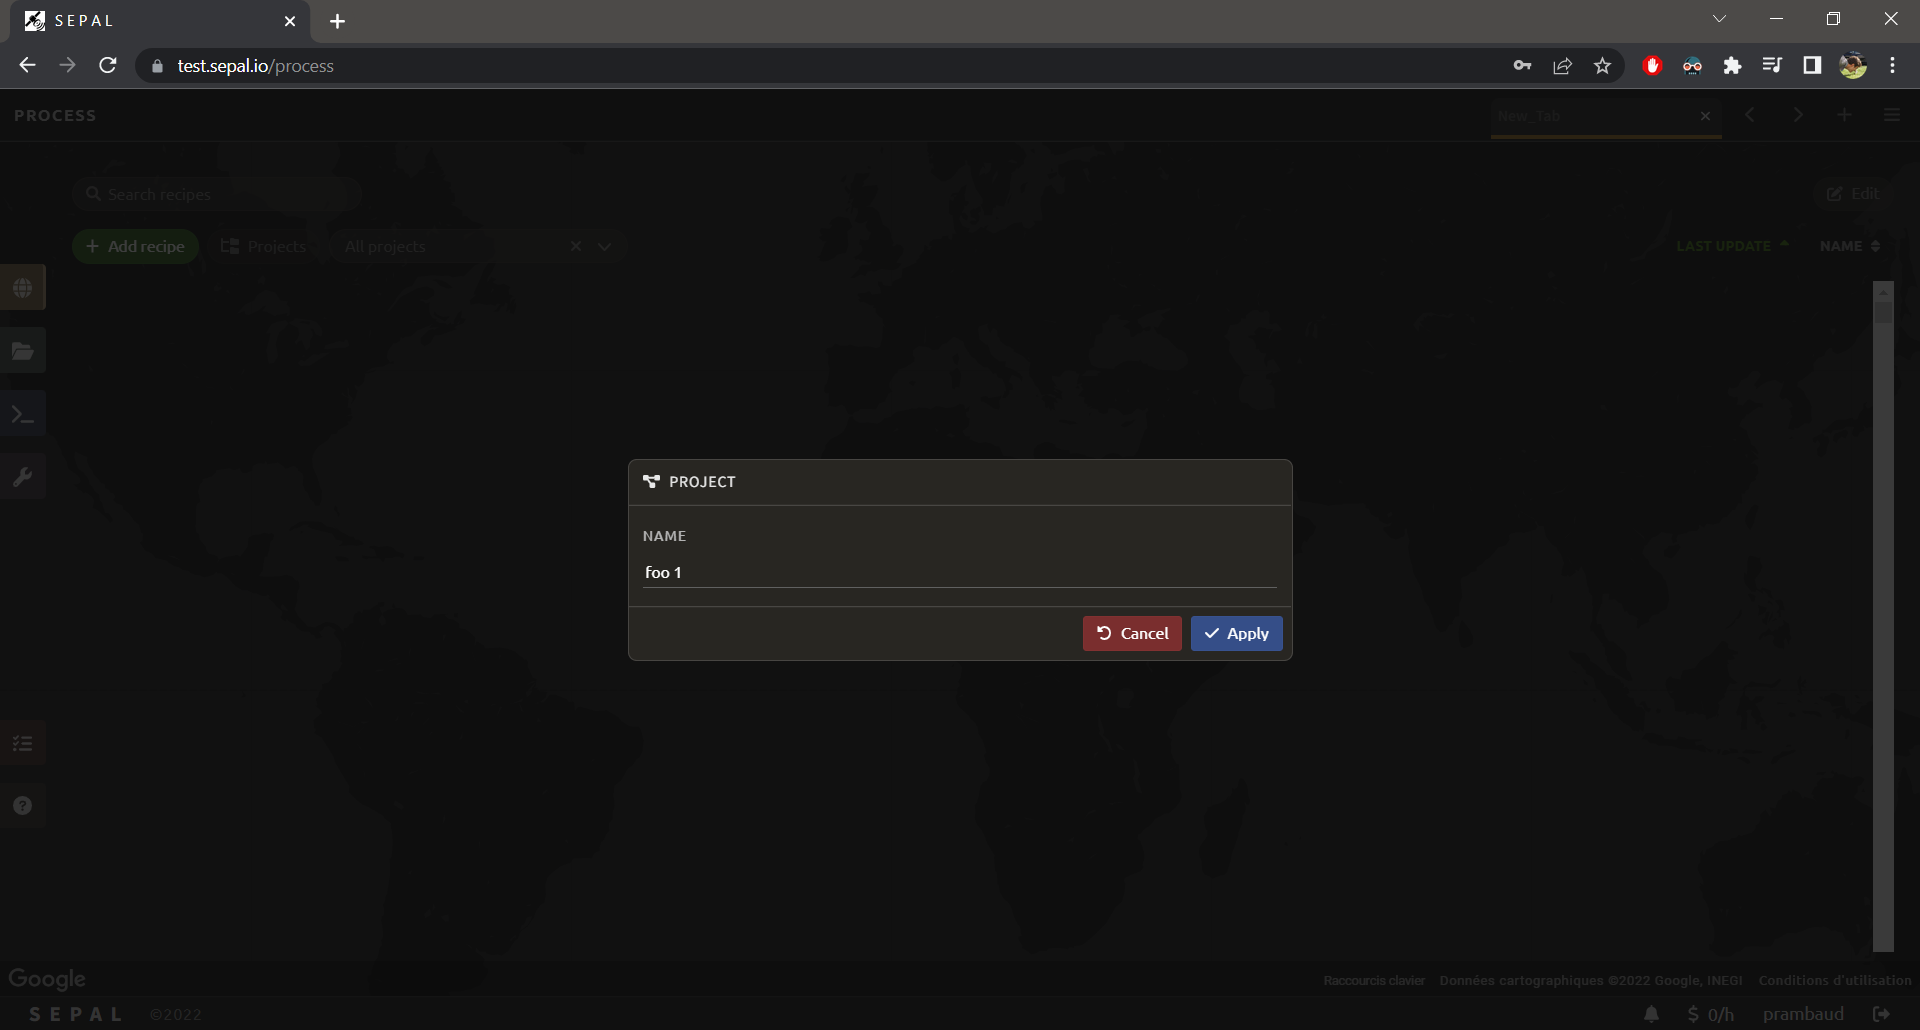 SEPAL
test.sepal.io/process
PROCESS
New_Tab
Search recipes
Edit
Add recipe
Projects
All projects
LAST UPDATE
NAME
PROJECT
NAME
foo 1
Cancel
Apply
Google
Raccourcis clavier
Données cartographiques ©2022 Google, INEGI
Conditions d'utilisation
SEPAL
©2022
$ 0/h
prambaud